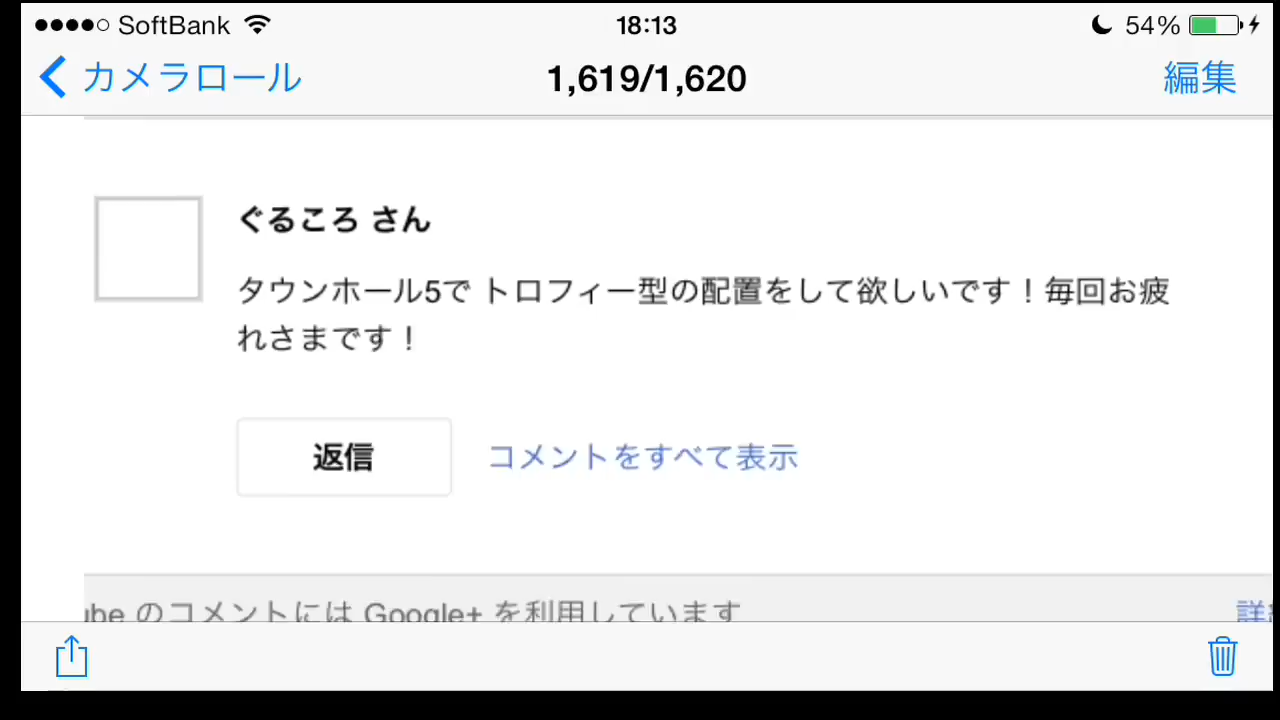 SoftBank 18:13 54%
カメラロール 1,619/1,620 編集
ぐるころ さん
タウンホール5で トロフィー型の配置をして欲しいです！毎回お疲
れさまです！
返信 コメントをすべて表示
ube のコメントには Google+ を利用しています